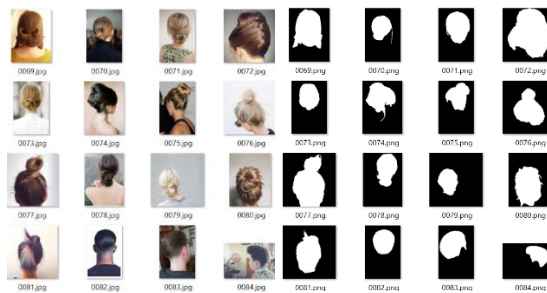 0069.jpg 0070.jpg 0071.jpg 0072.jpg 0069.png 0070.png 0071.png 0072.png
0073.jpg 0074.jpg 0075.jpg 0076.jpg 0073.png 0074.png 0075.png 0076.png
0077.jpg 0078.jpg 0079.jpg 0080.jpg 0077.png 0078.png 0079.png 0080.png
0081.jpg 0082.jpg 0083.jpg 0084.jpg 0081.png 0082.png 0083.png 0084.png